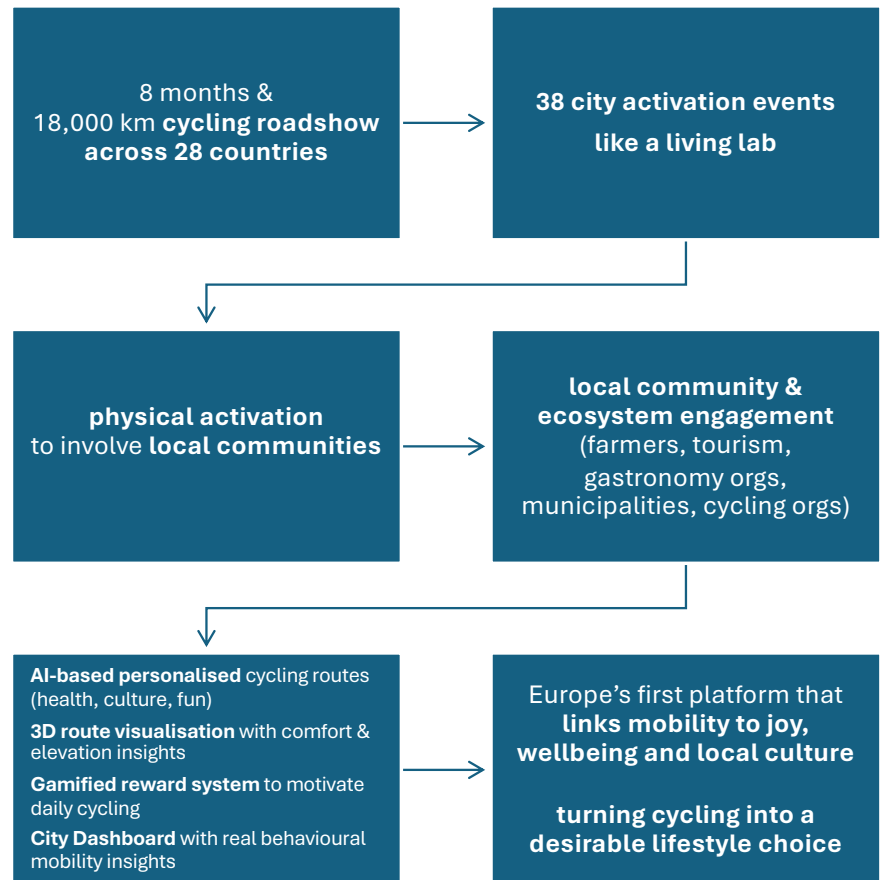 8 months &
18,000 km cycling roadshow
across 28 countries
38 city activation events
like a living lab
physical activation
to involve local communities
local community &
ecosystem engagement
(farmers, tourism,
gastronomy orgs,
municipalities, cycling orgs)
AI-based personalised cycling routes
(health, culture, fun)
3D route visualisation with comfort &
elevation insights
Gamified reward system to motivate
daily cycling
City Dashboard with real behavioural
mobility insights
Europe’s first platform that
links mobility to joy,
wellbeing and local culture
turning cycling into a
desirable lifestyle choice